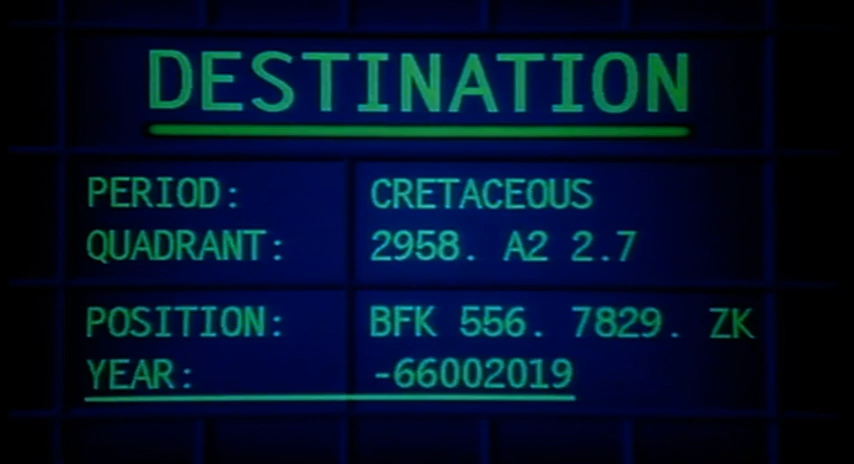 DESTINATION
PERIOD: CRETACEOUS
QUADRANT: 2958. A2 2.7
POSITION: BFK 556. 7829. ZK
YEAR: -66002019